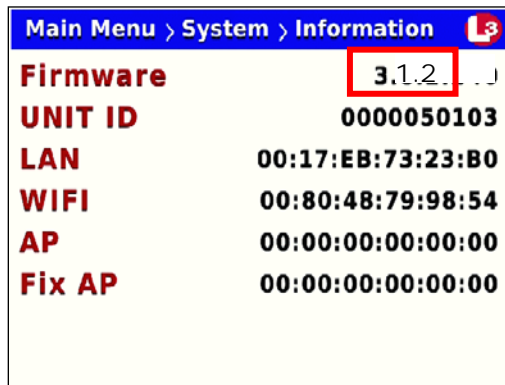 Main Menu > System > Information L3
Firmware 3.1.2
UNIT ID 0000050103
LAN 00:17:EB:73:23:B0
WIFI 00:80:48:79:98:54
AP 00:00:00:00:00:00
Fix AP 00:00:00:00:00:00